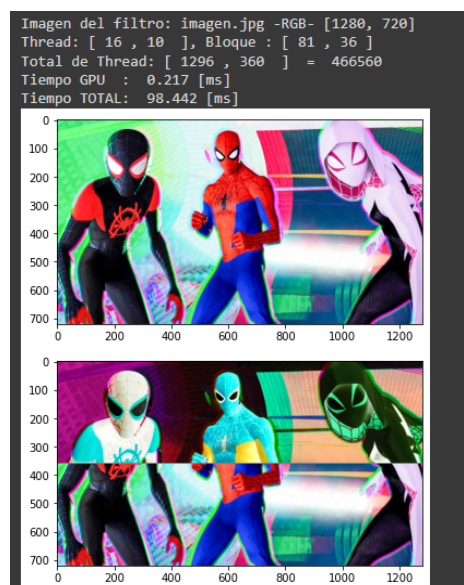 Imagen del filtro: imagen.jpg -RGB- [1280, 720]
Thread: [ 16 , 10  ], Bloque : [ 81 , 36 ]
Total de Thread: [ 1296 , 360  ]  =  466560
Tiempo GPU  :  0.217 [ms]
Tiempo TOTAL:  98.442 [ms]
0
100
200
300
400
500
600
700
0 200 400 600 800 1000 1200
0
100
200
300
400
500
600
700
0 200 400 600 800 1000 1200